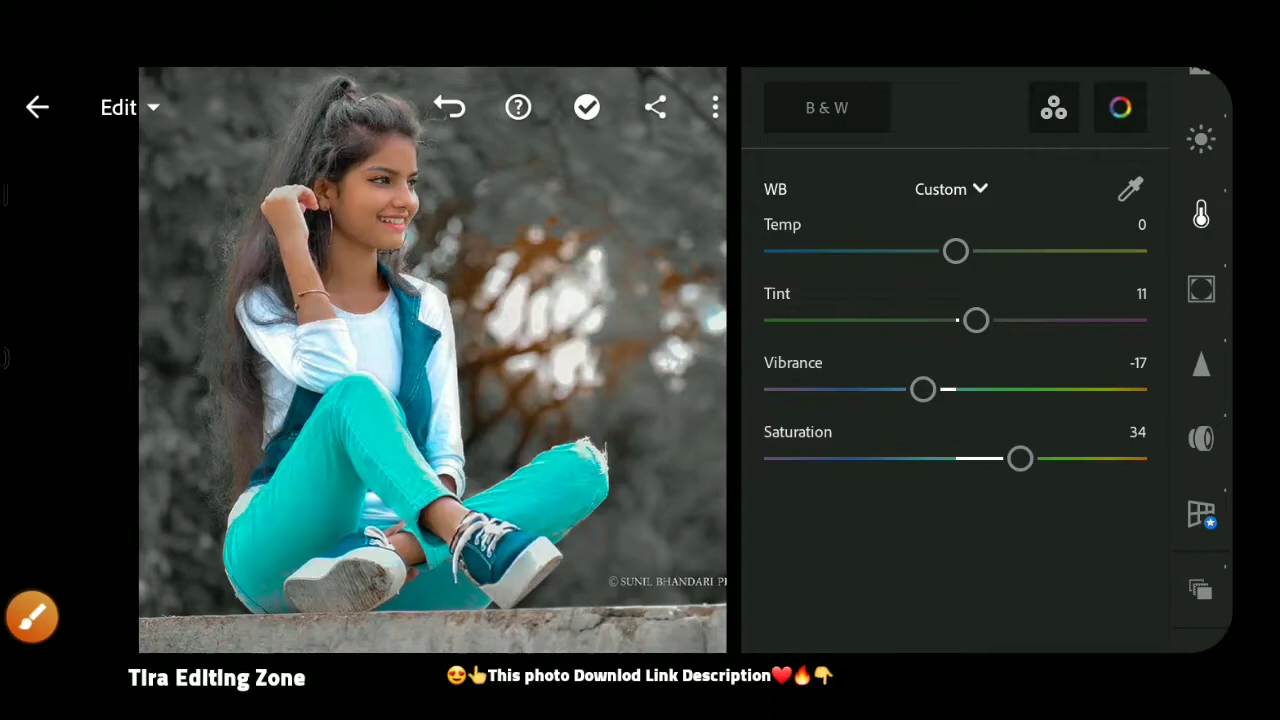 Edit
B & W
WB
Custom
Temp
0
Tint
11
Vibrance
-17
Saturation
34
© SUNIL BHANDARI
TIra Editing Zone
😍👆This photo Downlod Link Description❤️🔥👇